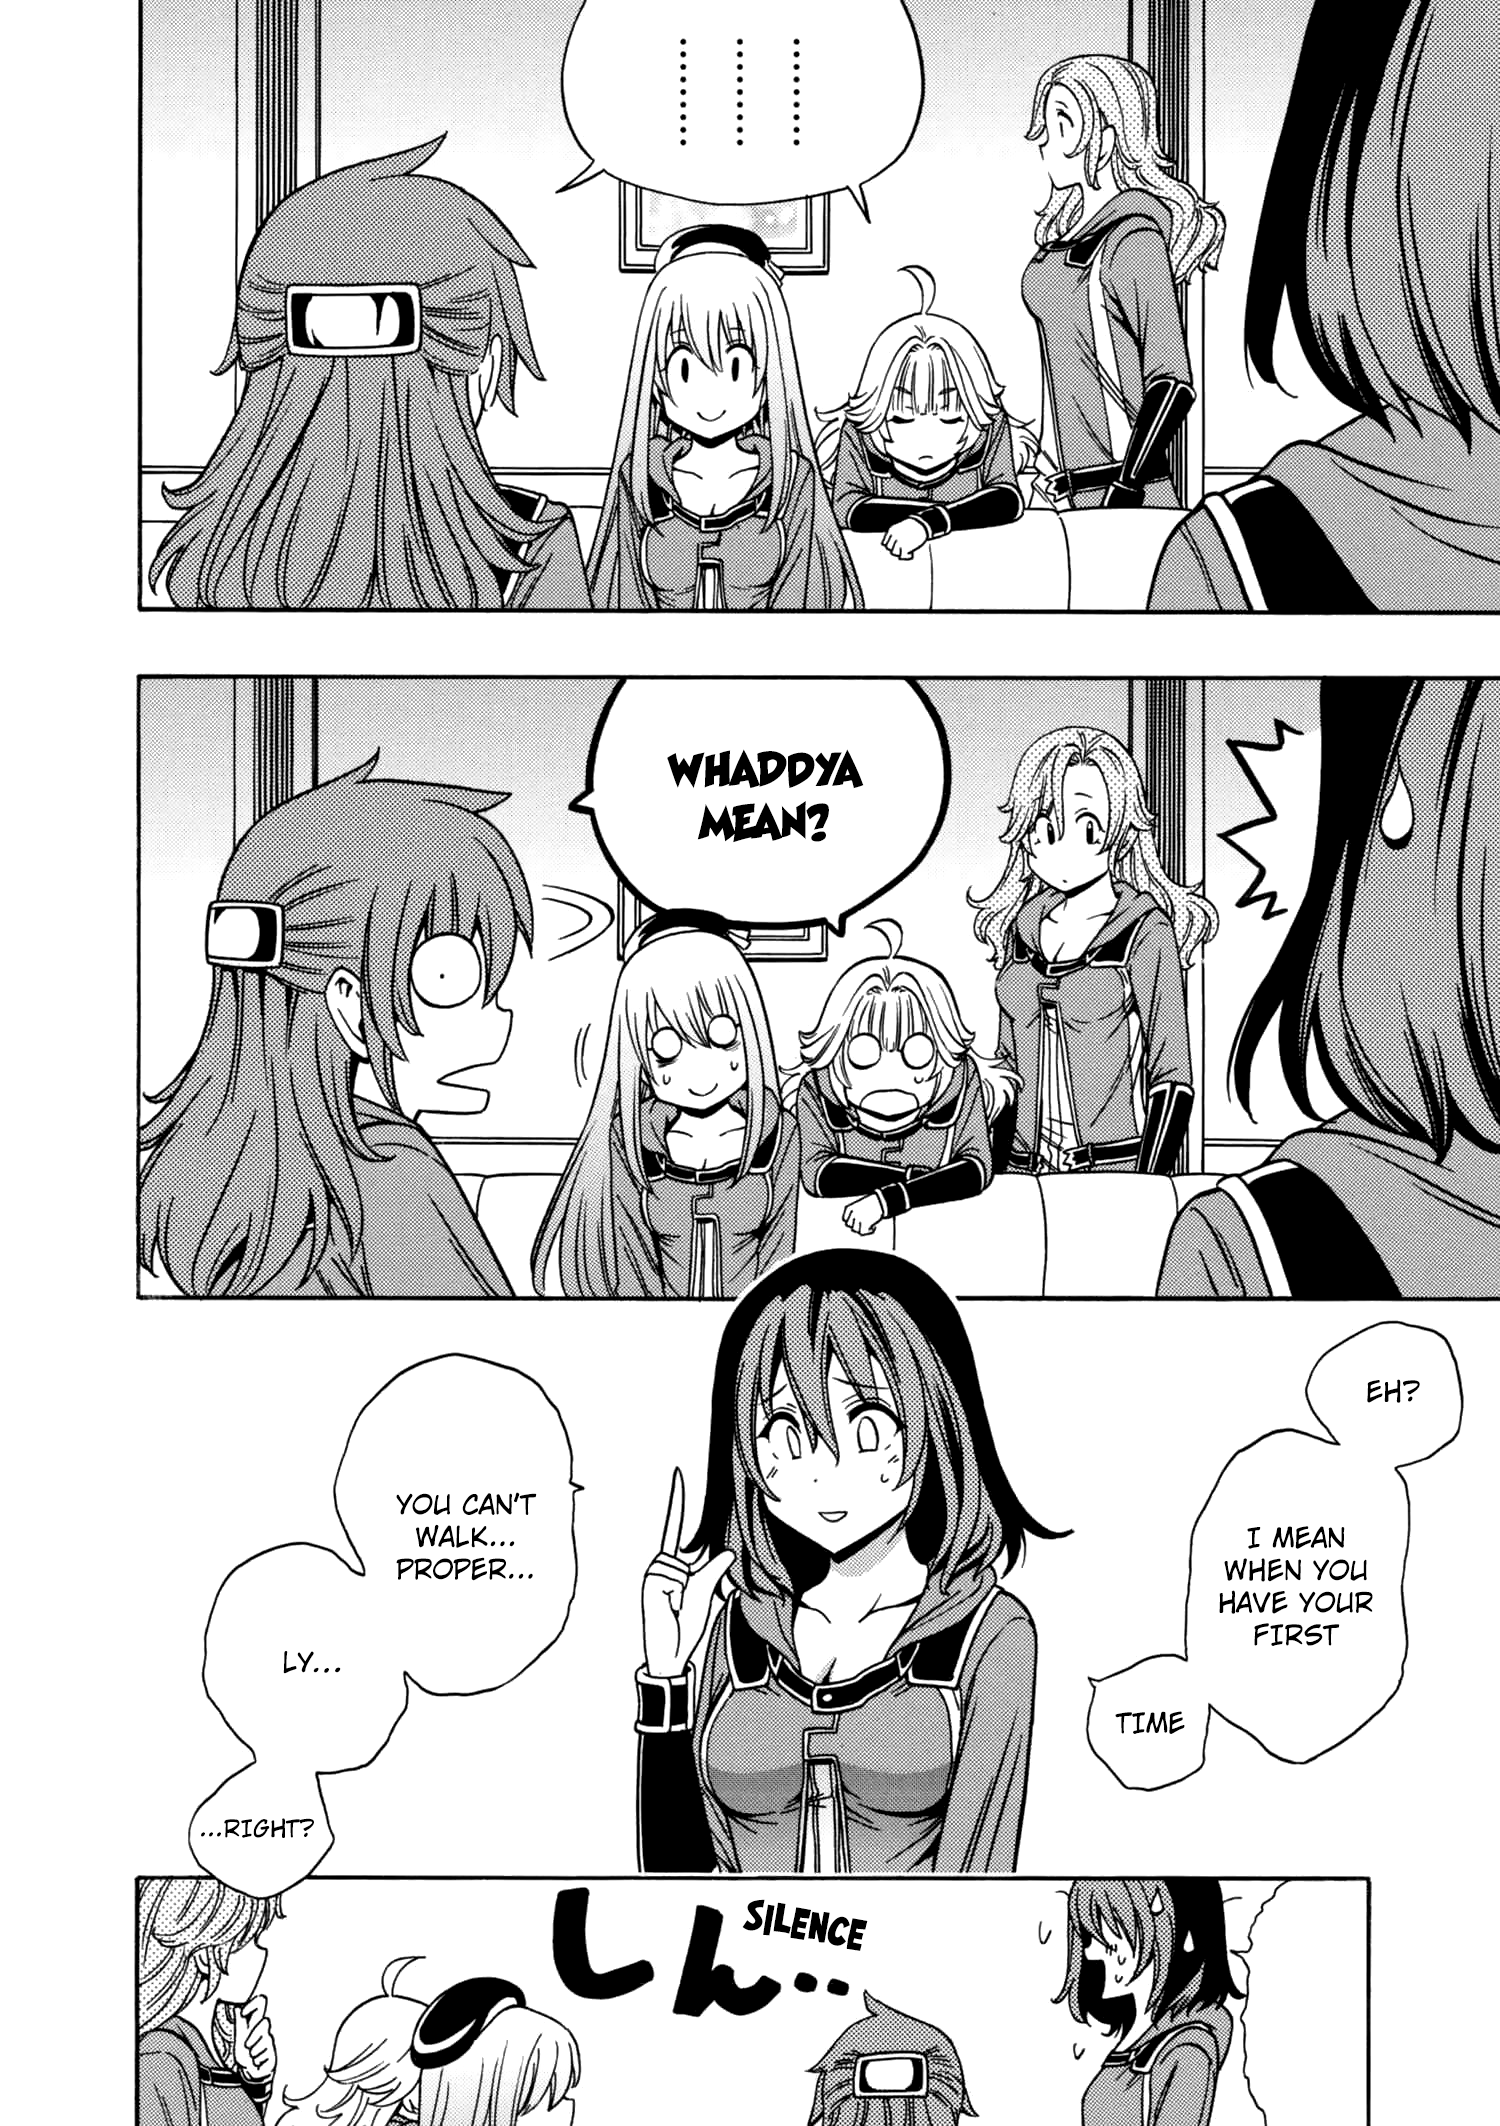 WHADDYA
MEAN?
EH?
I MEAN
WHEN YOU
HAVE YOUR
FIRST
TIME
YOU CAN'T
WALK...
PROPER...
LY...
...RIGHT?
SILENCE
しん‥